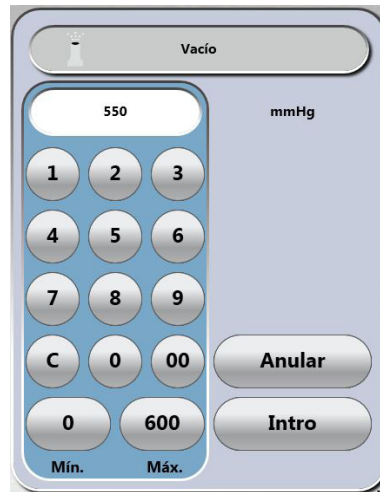 Vacío
550 mmHg
1 2 3
4 5 6
7 8 9
C 0 00 Anular
0 600 Intro
Mín. Máx.